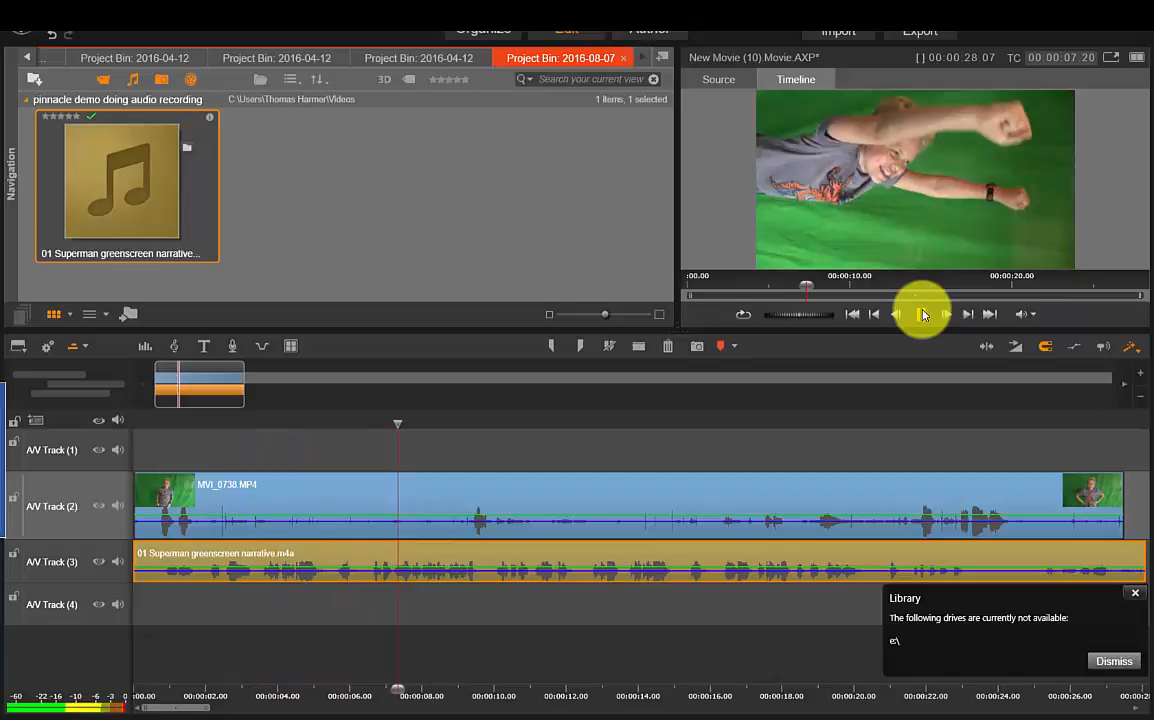 Organize Edit Author Import Export
... Project Bin: 2016-04-12 Project Bin: 2016-04-12 Project Bin: 2016-04-12 Project Bin: 2016-08-07 ×
New Movie (10) Movie.AXP* [ ] 00:00:28.07 TC 00:00:07.20
3D Search your current view
Source Timeline
pinnacle demo doing audio recording C:\Users\Thomas Harmer\Videos 1 items, 1 selected
Navigation
01 Superman greenscreen narrative...
:00.00 00:00:10.00 00:00:20.00
A/V Track (1)
MVI_0738.MP4
A/V Track (2)
01 Superman greenscreen narrative.m4a
A/V Track (3)
A/V Track (4)
Library
The following drives are currently not available:
e:\
Dismiss
-60 -22 -16 -10 -6 -3 0 :00.00 00:00:02.00 00:00:04.00 00:00:06.00 00:00:08.00 00:00:10.00 00:00:12.00 00:00:14.00 00:00:16.00 00:00:18.00 00:00:20.00 00:00:22.00 00:00:24.00 00:00:26.00 00:00:2